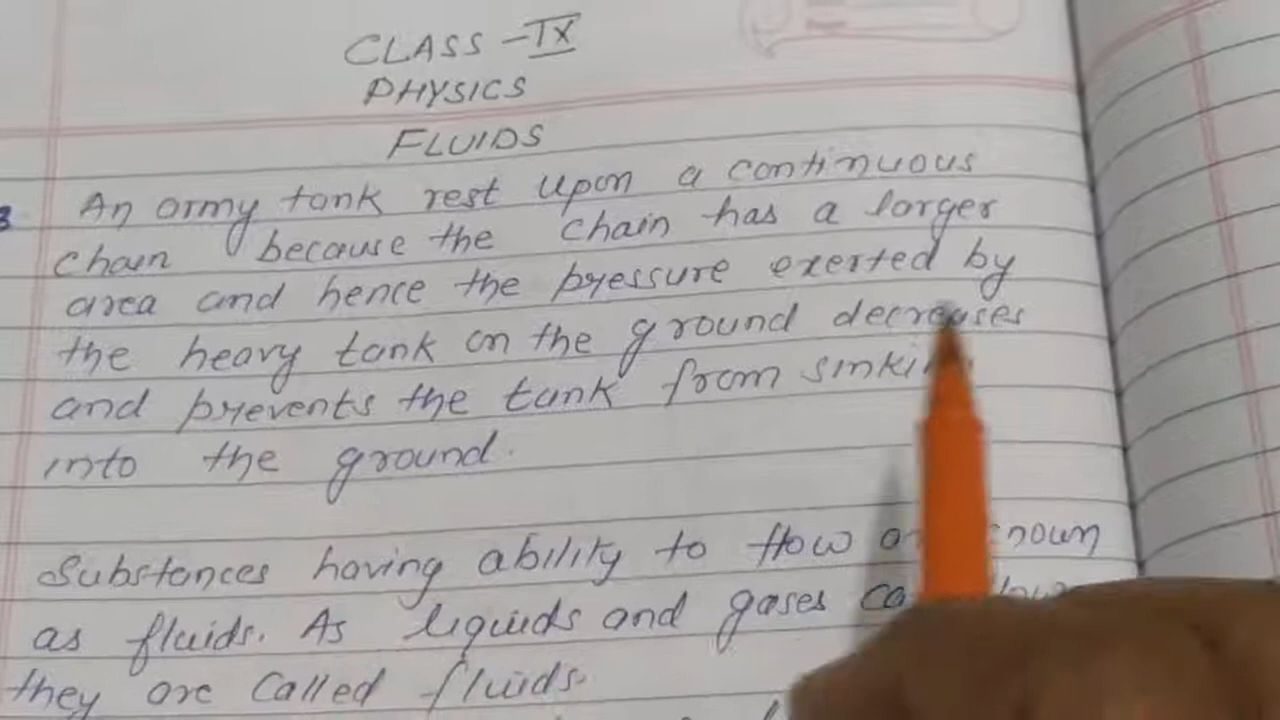 CLASS - IX
PHYSICS
FLUIDS
3 An army tank rest upon a continuous
chain because the chain has a larger
area and hence the pressure exerted by
the heavy tank on the ground decreases
and prevents the tank from
into the ground.
Substances having ability to flow
as fluids. As liquids and gases
they are called fluids.